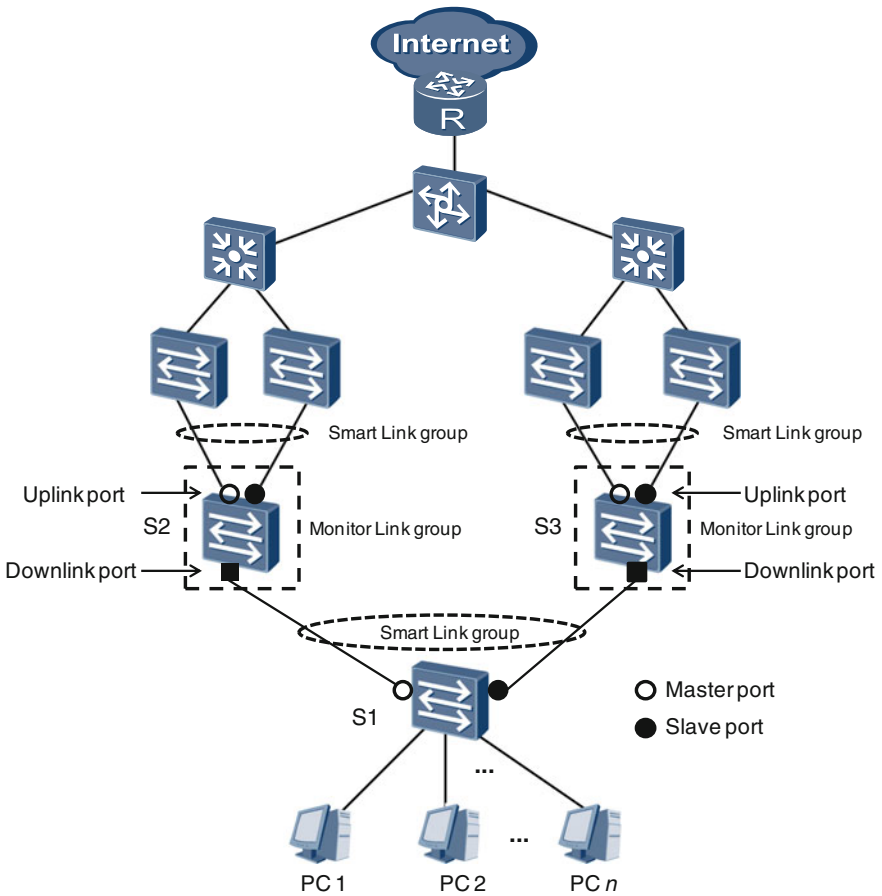 Internet
R
Smart Link group
Smart Link group
Uplink port
Uplink port
S2
Monitor Link group
S3
Monitor Link group
Downlink port
Downlink port
Smart Link group
Master port
S1
Slave port
...
...
PC 1
PC 2
PC n